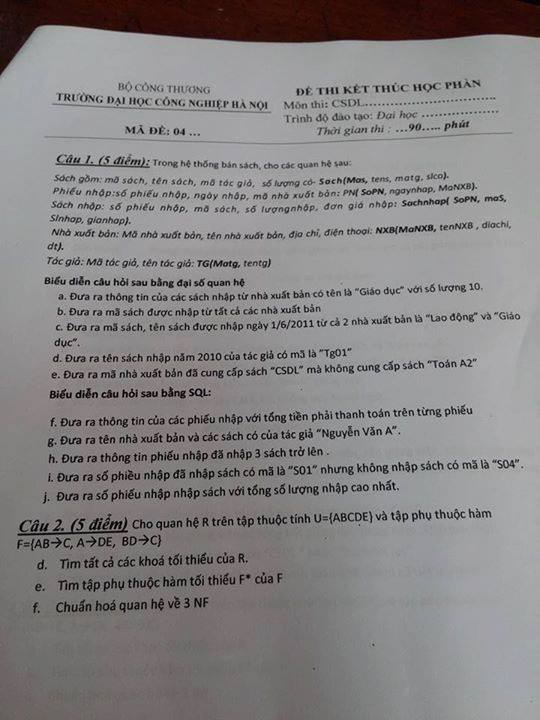 BỘ CÔNG THƯƠNG
TRƯỜNG ĐẠI HỌC CÔNG NGHIỆP HÀ NỘI
MÃ ĐỀ: 04 ...
ĐỀ THI KẾT THÚC HỌC PHẦN
Môn thi: CSDL................................
Trình độ đào tạo: Đại học ..................
Thời gian thi : ...90..... phút
Câu 1. (5 điểm): Trong hệ thống bán sách, cho các quan hệ sau:
Sách gồm: mã sách, tên sách, mã tác giả, số lượng có- Sach(Mas, tens, matg, slco).
Phiếu nhập:số phiếu nhập, ngày nhập, mã nhà xuất bản: PN( SoPN, ngaynhap, MaNXB).
Sách nhập: số phiếu nhập, mã sách, số lượngnhập, đơn giá nhập: Sachnhap( SoPN, maS,
Slnhap, gianhap).
Nhà xuất bản: Mã nhà xuất bản, tên nhà xuất bản, địa chỉ, điện thoại: NXB(MaNXB, tenNXB , diachi,
dt).
Tác giả: Mã tác giả, tên tác giả: TG(Matg, tentg)
Biểu diễn câu hỏi sau bằng đại số quan hệ
a. Đưa ra thông tin của các sách nhập từ nhà xuất bản có tên là "Giáo dục" với số lượng 10.
b. Đưa ra mã sách được nhập từ tất cả các nhà xuất bản
c. Đưa ra mã sách, tên sách được nhập ngày 1/6/2011 từ cả 2 nhà xuất bản là "Lao động" và "Giáo
dục".
d. Đưa ra tên sách nhập năm 2010 của tác giả có mã là "Tg01"
e. Đưa ra mã nhà xuất bản đã cung cấp sách "CSDL" mà không cung cấp sách "Toán A2"
Biểu diễn câu hỏi sau bằng SQL:
f. Đưa ra thông tin của các phiếu nhập với tổng tiền phải thanh toán trên từng phiếu
g. Đưa ra tên nhà xuất bản và các sách có của tác giả "Nguyễn Văn A".
h. Đưa ra thông tin phiếu nhập đã nhập 3 sách trở lên .
i. Đưa ra số phiều nhập đã nhập sách có mã là "S01" nhưng không nhập sách có mã là "S04".
j. Đưa ra số phiếu nhập nhập sách với tổng số lượng nhập cao nhất.
Câu 2. (5 điểm) Cho quan hệ R trên tập thuộc tính U={ABCDE} và tập phụ thuộc hàm
F={AB→C, A→DE, BD→C}
d. Tìm tất cả các khoá tối thiểu của R.
e. Tìm tập phụ thuộc hàm tối thiểu F* của F
f. Chuẩn hoá quan hệ về 3 NF